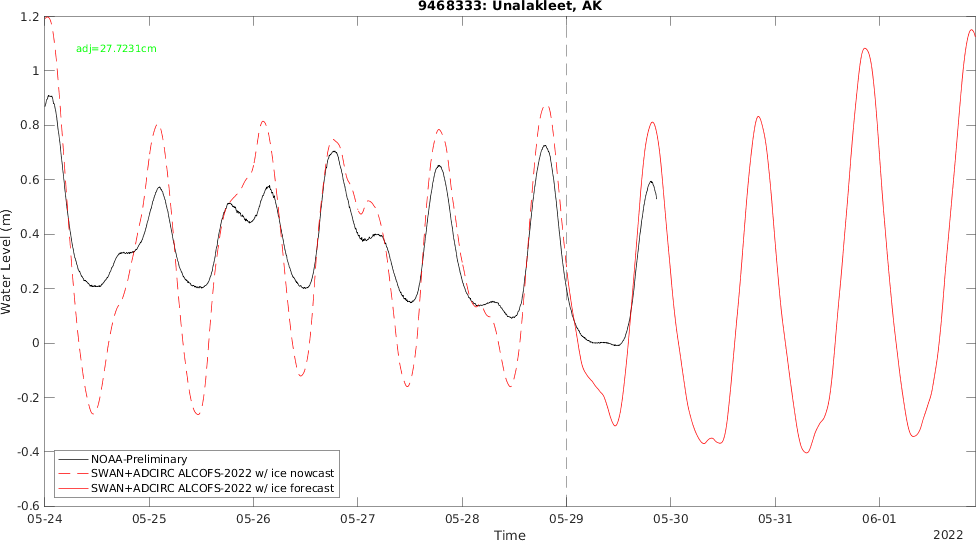 9468333: Unalakleet, AK
adj=27.7231cm
1.2
1
0.8
0.6
0.4
0.2
0
-0.2
-0.4
-0.6
Water Level (m)
NOAA-Preliminary
SWAN+ADCIRC ALCOFS-2022 w/ ice nowcast
SWAN+ADCIRC ALCOFS-2022 w/ ice forecast
05-24 05-25 05-26 05-27 05-28 05-29 05-30 05-31 06-01
Time
2022